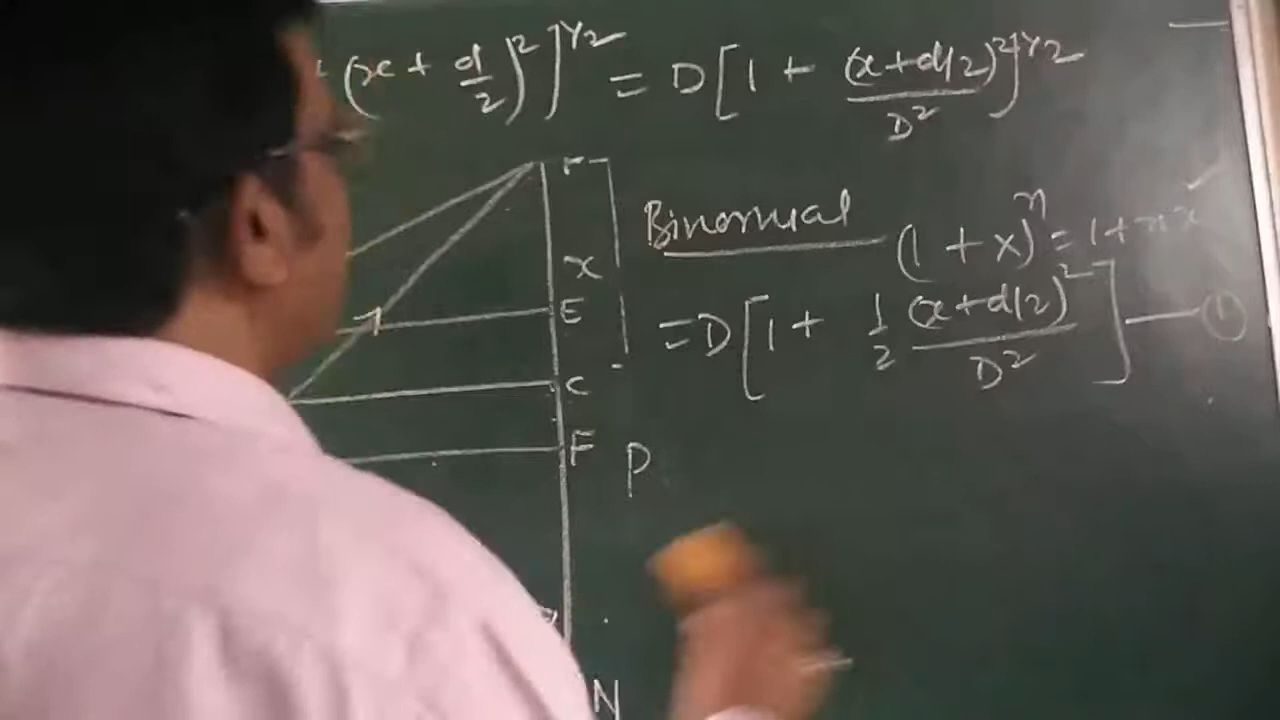 (x + d/2)²]^1/2 = D[1 + (x+d/2)²/D²]^1/2
Binomial (1 + x)^n = 1 + nx
= D[1 + 1/2 (x+d/2)²/D²] — ①
x
E
C
F P
N